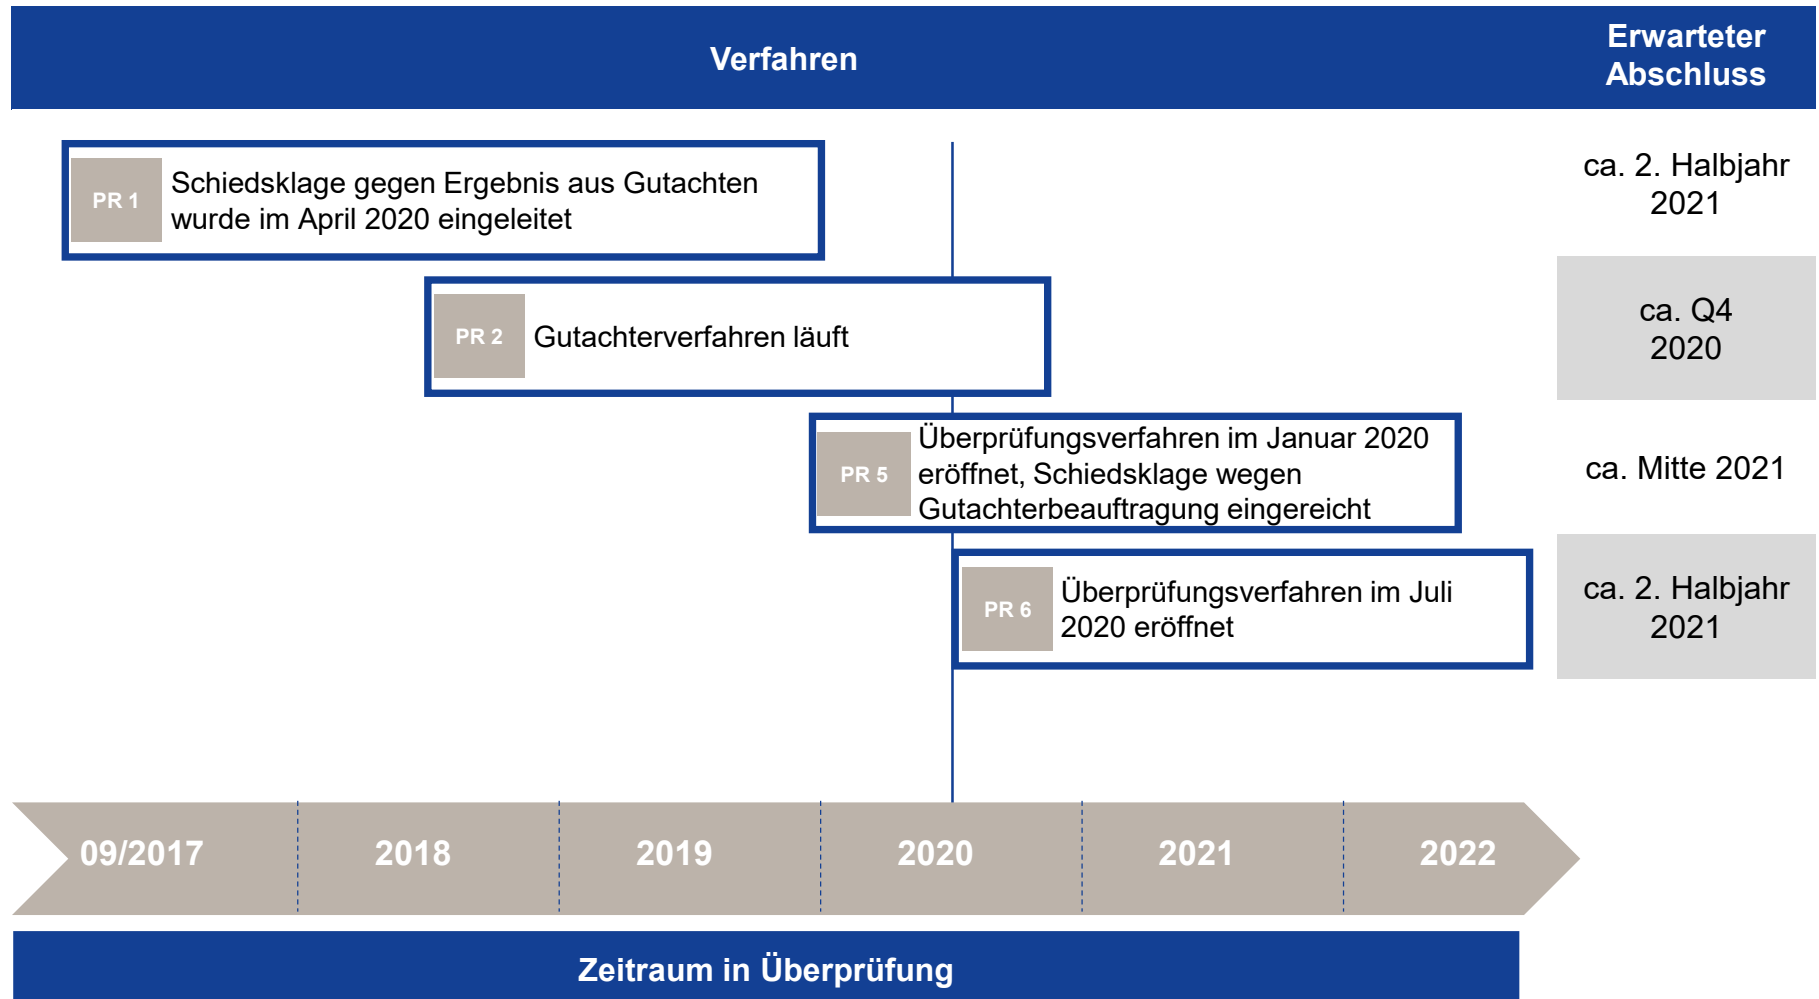 Verfahren
Erwarteter
Abschluss
PR 1
Schiedsklage gegen Ergebnis aus Gutachten
wurde im April 2020 eingeleitet
ca. 2. Halbjahr
2021
PR 2
Gutachterverfahren läuft
ca. Q4
2020
PR 5
Überprüfungsverfahren im Januar 2020
eröffnet, Schiedsklage wegen
Gutachterbeauftragung eingereicht
ca. Mitte 2021
PR 6
Überprüfungsverfahren im Juli
2020 eröffnet
ca. 2. Halbjahr
2021
09/2017
2018
2019
2020
2021
2022
Zeitraum in Überprüfung